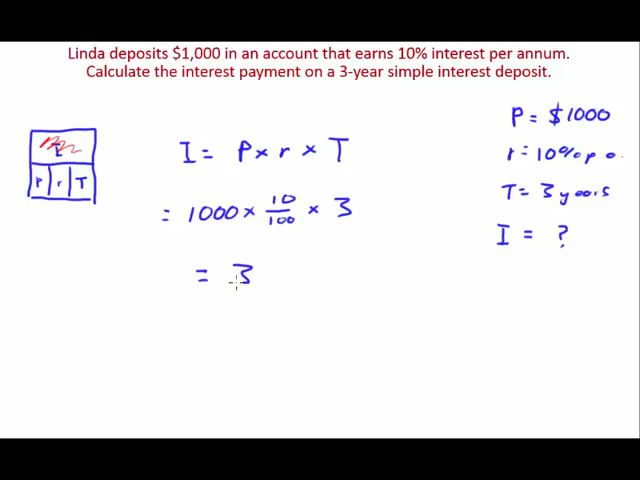 Linda deposits $1,000 in an account that earns 10% interest per annum.
Calculate the interest payment on a 3-year simple interest deposit.
P = $1000
I = P × r × T
I
r = 10% p.a.
P r T
T = 3 years
= 1000 × 10/100 × 3
I = ?
= 3